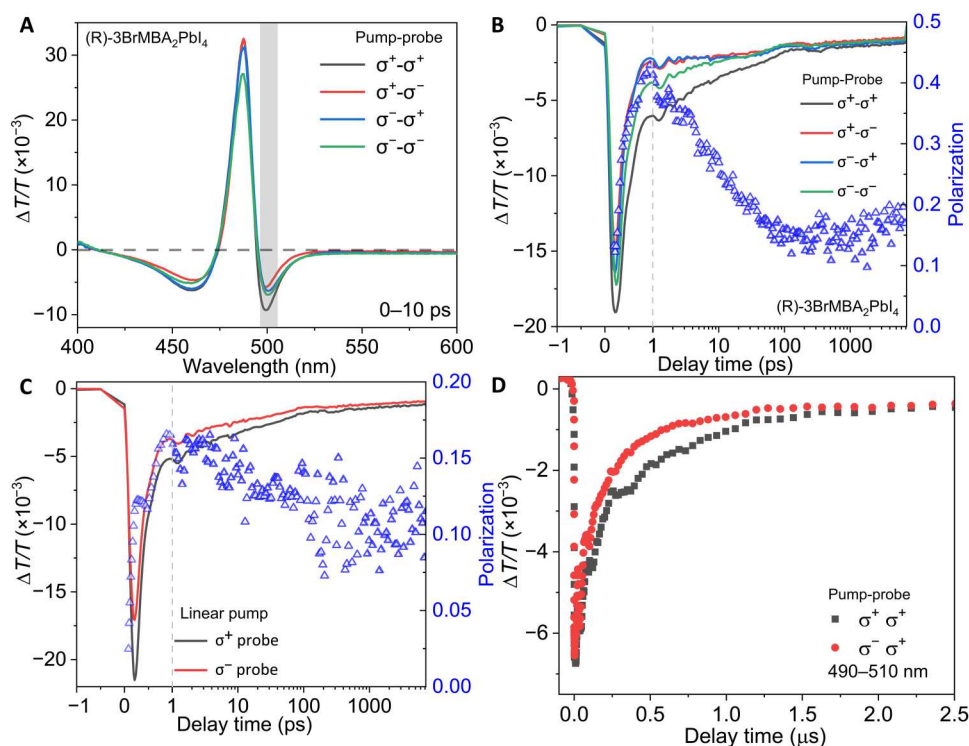 A
(R)-3BrMBA₂PbI₄
Pump-probe
σ⁺-σ⁺
σ⁺-σ⁻
σ⁻-σ⁺
σ⁻-σ⁻
0–10 ps
30
20
10
0
−10
ΔT/T (×10⁻³)
400 450 500 550 600
Wavelength (nm)
B
Pump-Probe
σ⁺-σ⁺
σ⁺-σ⁻
σ⁻-σ⁺
σ⁻-σ⁻
(R)-3BrMBA₂PbI₄
0
−5
−10
−15
−20
ΔT/T (×10⁻³)
0.5
0.4
0.3
0.2
0.1
0.0
Polarization
−1 0 1 10 100 1000
Delay time (ps)
C
Linear pump
σ⁺ probe
σ⁻ probe
0
−5
−10
−15
−20
ΔT/T (×10⁻³)
0.20
0.15
0.10
0.05
0.00
Polarization
−1 0 1 10 100 1000
Delay time (ps)
D
Pump-probe
σ⁺ σ⁺
σ⁻ σ⁺
490–510 nm
0
−2
−4
−6
ΔT/T (×10⁻³)
0.0 0.5 1.0 1.5 2.0 2.5
Delay time (μs)